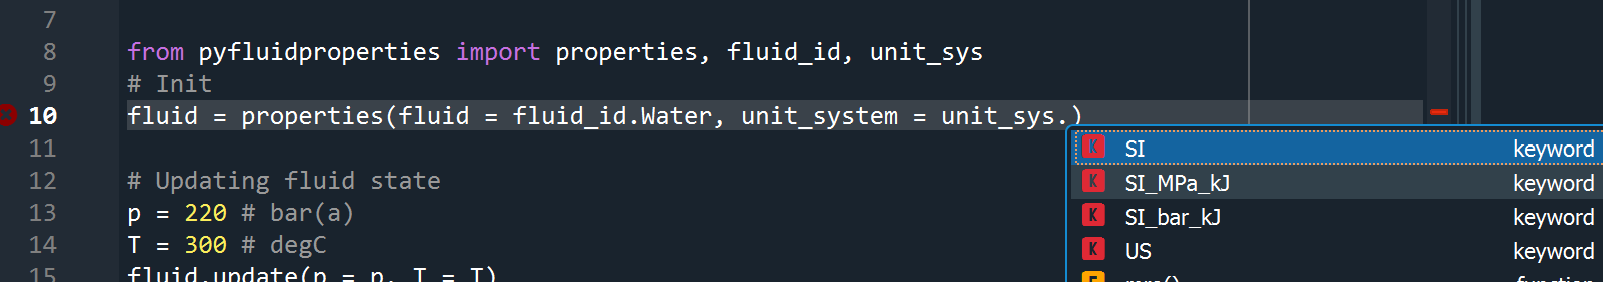 7
8 from pyfluidproperties import properties, fluid_id, unit_sys
9 # Init
10 fluid = properties(fluid = fluid_id.Water, unit_system = unit_sys.)
11
K SI keyword
12 # Updating fluid state
K SI_MPa_kJ keyword
13 p = 220 # bar(a)
K SI_bar_kJ keyword
14 T = 300 # degC
K US keyword
15 fluid.update(p = p, T = T)